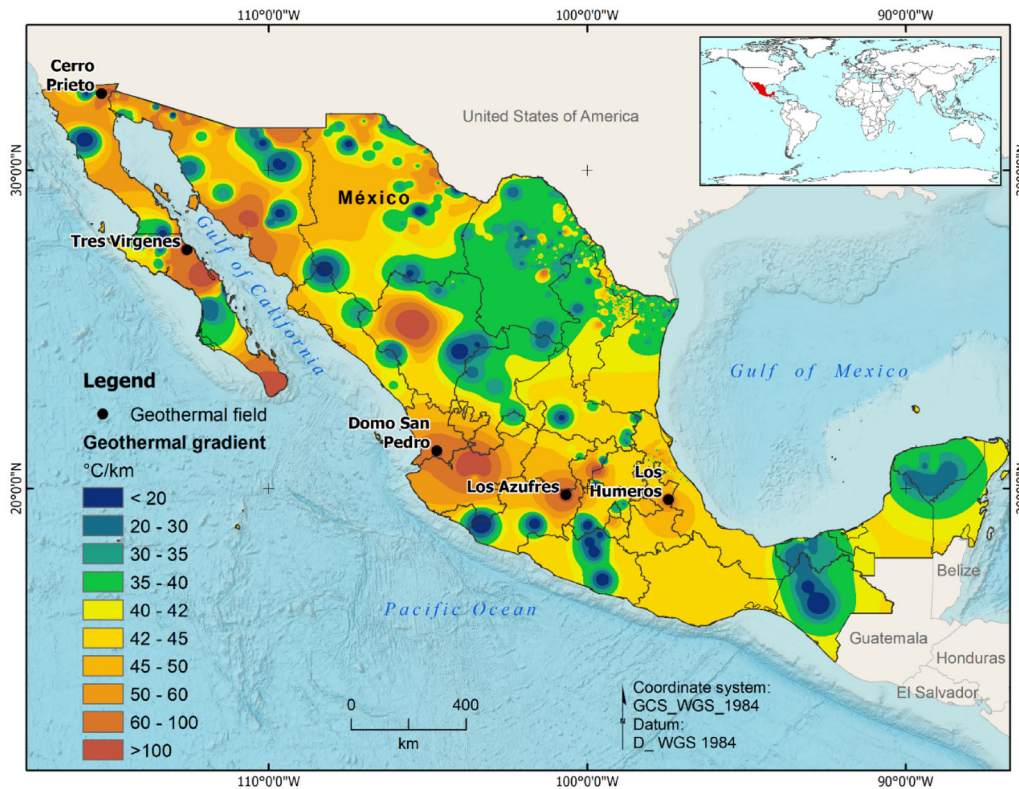 110°0'0"W
100°0'0"W
90°0'0"W
Cerro
Prieto
United States of America
30°0'0"N
México
Tres Virgenes
Gulf of California
Gulf of Mexico
Legend
Geothermal field
Geothermal gradient
°C/km
< 20
20 - 30
30 - 35
35 - 40
40 - 42
42 - 45
45 - 50
50 - 60
60 - 100
>100
Domo San
Pedro
Los Azufres
Los
Humeros
20°0'0"N
Belize
Pacific Ocean
Guatemala
Honduras
El Salvador
0
400
km
N
Coordinate system:
GCS_WGS_1984
Datum:
D_ WGS 1984
110°0'0"W
100°0'0"W
90°0'0"W